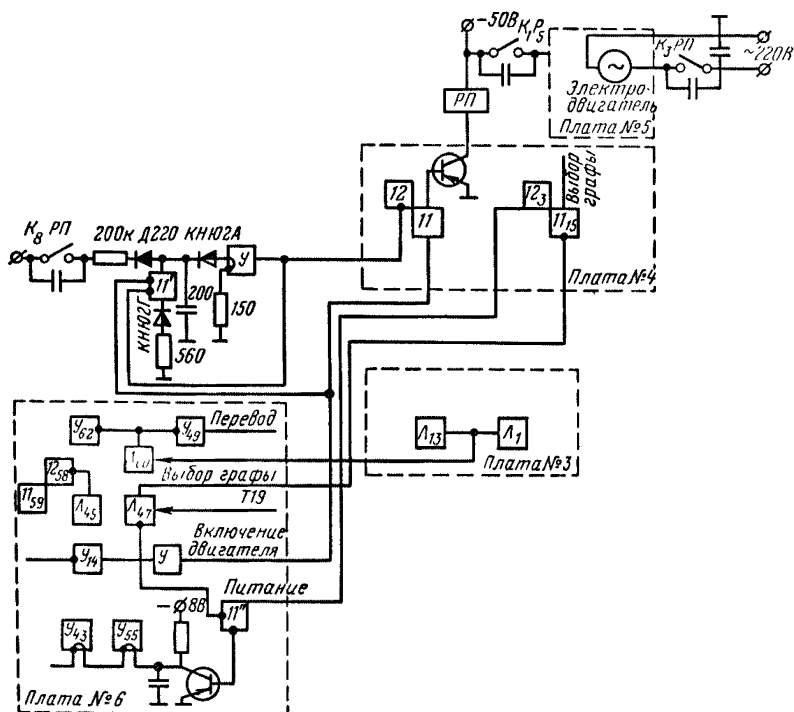 -50В
К₁Р₅
К₃РП
~220В
РП
Электро-
двигатель
Плата №5
12
11
12₃
11₁₅
Выбор
графы
Плата №4
К₈ РП
200к Д220 КНЮ2А
У
11'
200
150
КНЮ2Г
560
У₆₂
У₄₉
Перевод
Л₁₃
Л₁
Плата №3
12₅₈
11₅₉
Л₄₅
Выбор графы
Л₄₇
Т19
Включение
двигателя
У₁₄
У
Питание
-8В
11"
У₄₃
У₅₅
Плата №6